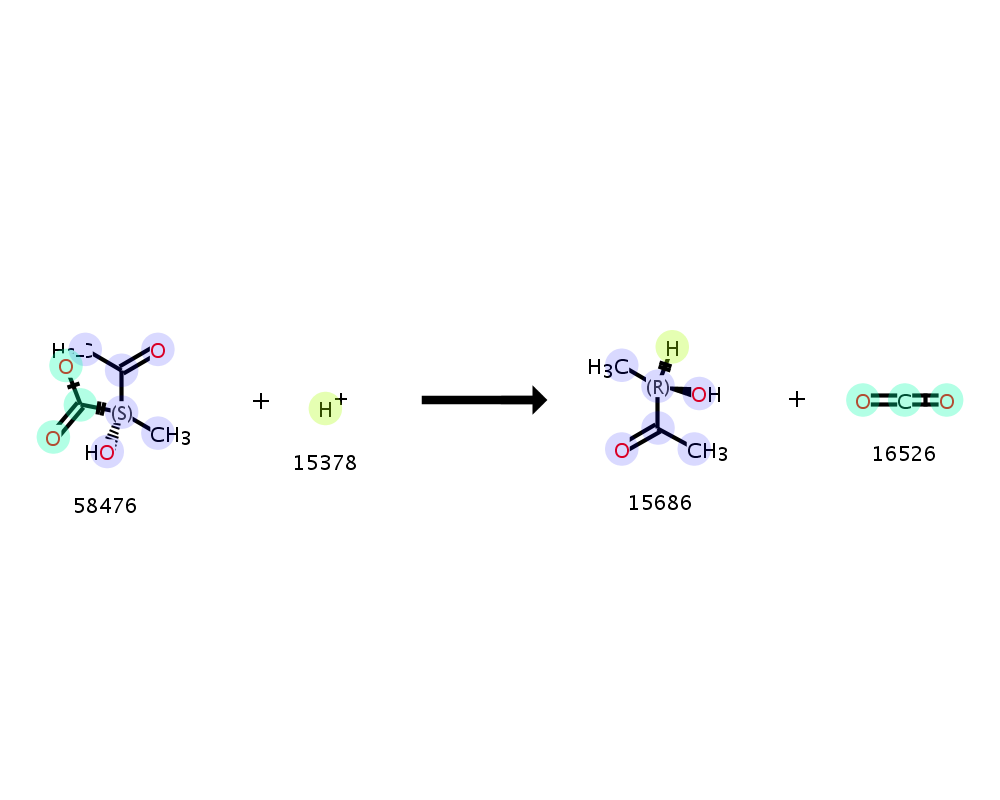 H₃C O
O
(S)
O HO CH₃
58476
+
H⁺
15378
H
H₃C
(R) OH
O CH₃
15686
+
O C O
16526